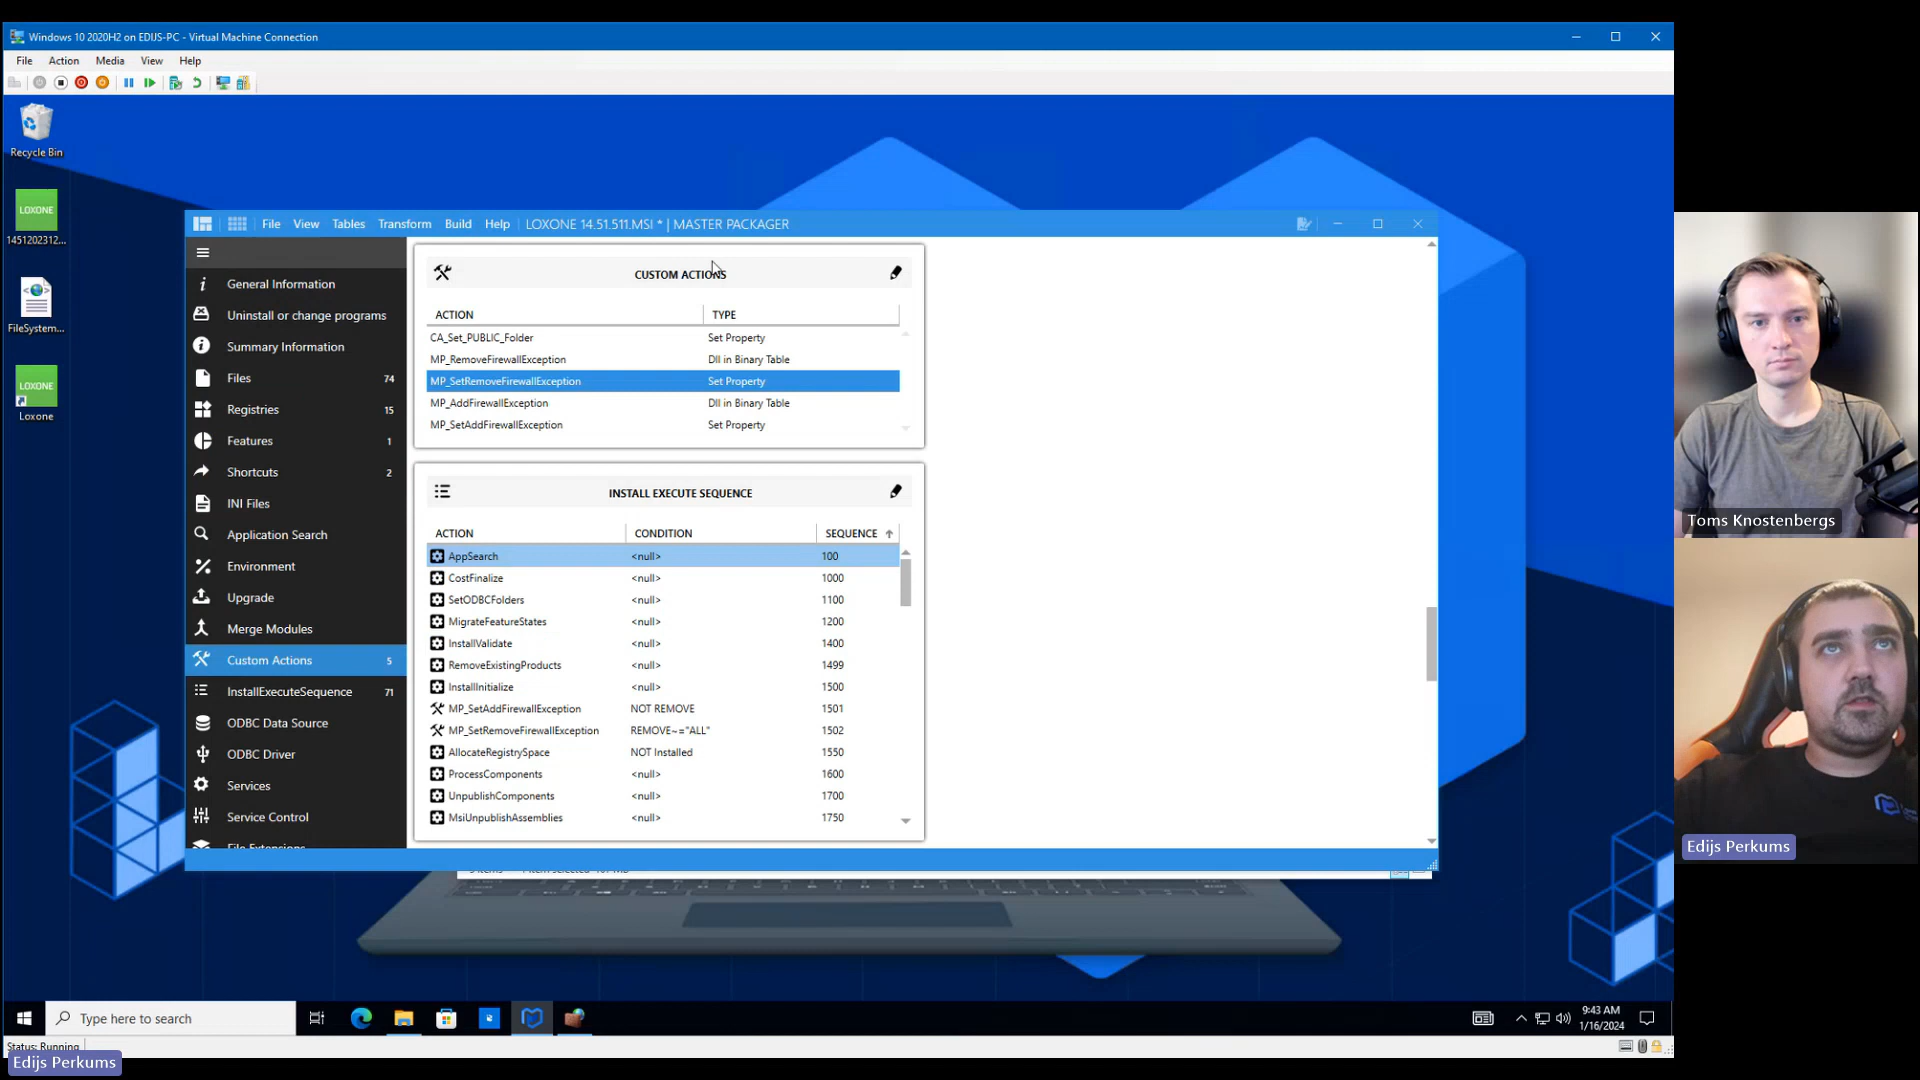 Windows 10 2020H2 on EDIJS-PC - Virtual Machine Connection
File Action Media View Help
Recycle Bin
LOXONE
1451202312...
FileSystem...
LOXONE
Loxone
File View Tables Transform Build Help LOXONE 14.51.511.MSI * | MASTER PACKAGER
General Information
Uninstall or change programs
Summary Information
Files 74
Registries 15
Features 1
Shortcuts 2
INI Files
Application Search
Environment
Upgrade
Merge Modules
Custom Actions 5
InstallExecuteSequence 71
ODBC Data Source
ODBC Driver
Services
Service Control
File Extensions
CUSTOM ACTIONS
ACTION TYPE
CA_Set_PUBLIC_Folder Set Property
MP_RemoveFirewallException Dll in Binary Table
MP_SetRemoveFirewallException Set Property
MP_AddFirewallException Dll in Binary Table
MP_SetAddFirewallException Set Property
INSTALL EXECUTE SEQUENCE
ACTION CONDITION SEQUENCE
AppSearch <null> 100
CostFinalize <null> 1000
SetODBCFolders <null> 1100
MigrateFeatureStates <null> 1200
InstallValidate <null> 1400
RemoveExistingProducts <null> 1499
InstallInitialize <null> 1500
MP_SetAddFirewallException NOT REMOVE 1501
MP_SetRemoveFirewallException REMOVE~="ALL" 1502
AllocateRegistrySpace NOT Installed 1550
ProcessComponents <null> 1600
UnpublishComponents <null> 1700
MsiUnpublishAssemblies <null> 1750
Toms Knostenbergs
Edijs Perkums
Type here to search
9:43 AM
1/16/2024
Status: Running
Edijs Perkums